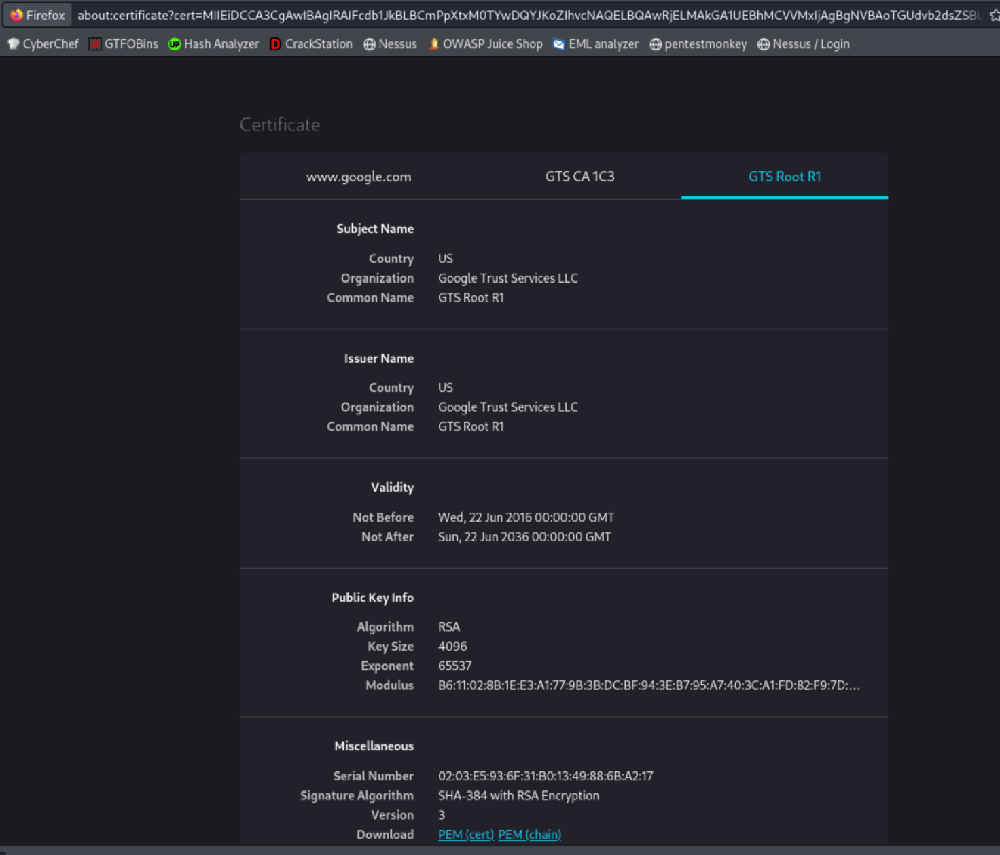 Firefox about:certificate?cert=MIIEiDCCA3CgAwIBAgIRAIFcdb1JkBLBCmPpXtxM0TYwDQYJKoZIhvcNAQELBQAwRjELMAkGA1UEBhMCVVMxIjAgBgNVBAoTGUdvb2dsZSBU
CyberChef GTFOBins UP Hash Analyzer D CrackStation Nessus OWASP Juice Shop EML analyzer pentestmonkey Nessus / Login
Certificate
www.google.com GTS CA 1C3 GTS Root R1
Subject Name
Country US
Organization Google Trust Services LLC
Common Name GTS Root R1
Issuer Name
Country US
Organization Google Trust Services LLC
Common Name GTS Root R1
Validity
Not Before Wed, 22 Jun 2016 00:00:00 GMT
Not After Sun, 22 Jun 2036 00:00:00 GMT
Public Key Info
Algorithm RSA
Key Size 4096
Exponent 65537
Modulus B6:11:02:8B:1E:E3:A1:77:9B:3B:DC:BF:94:3E:B7:95:A7:40:3C:A1:FD:82:F9:7D:…
Miscellaneous
Serial Number 02:03:E5:93:6F:31:B0:13:49:88:6B:A2:17
Signature Algorithm SHA-384 with RSA Encryption
Version 3
Download PEM (cert) PEM (chain)